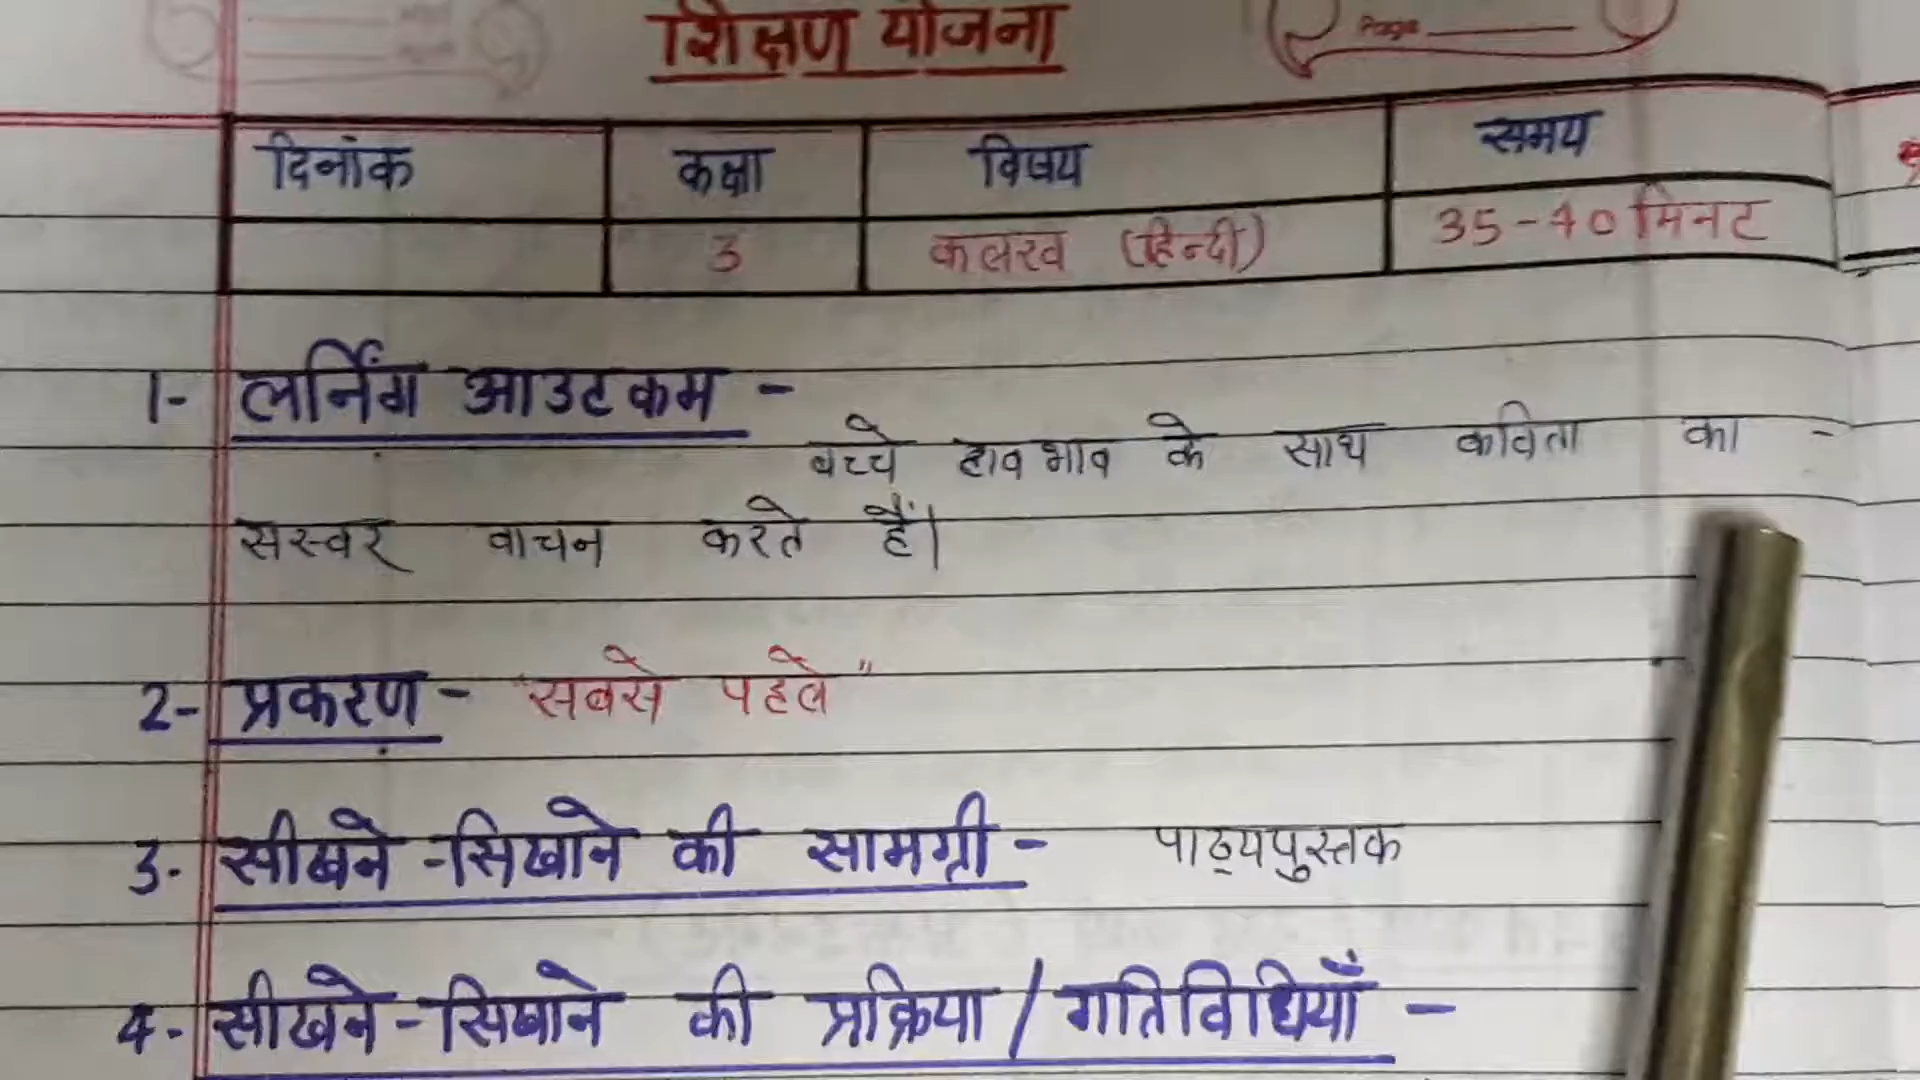 शिक्षण योजना
Page
दिनांक कक्षा विषय समय
3 कलरव (हिन्दी) 35-40 मिनट
1- लर्निंग आउटकम -
बच्चे हाव भाव के साथ कविता का -
सस्वर वाचन करते हैं।
2- प्रकरण - "सबसे पहले"
3- सीखने-सिखाने की सामग्री - पाठ्यपुस्तक
4- सीखने-सिखाने की प्रक्रिया / गतिविधियाँ -